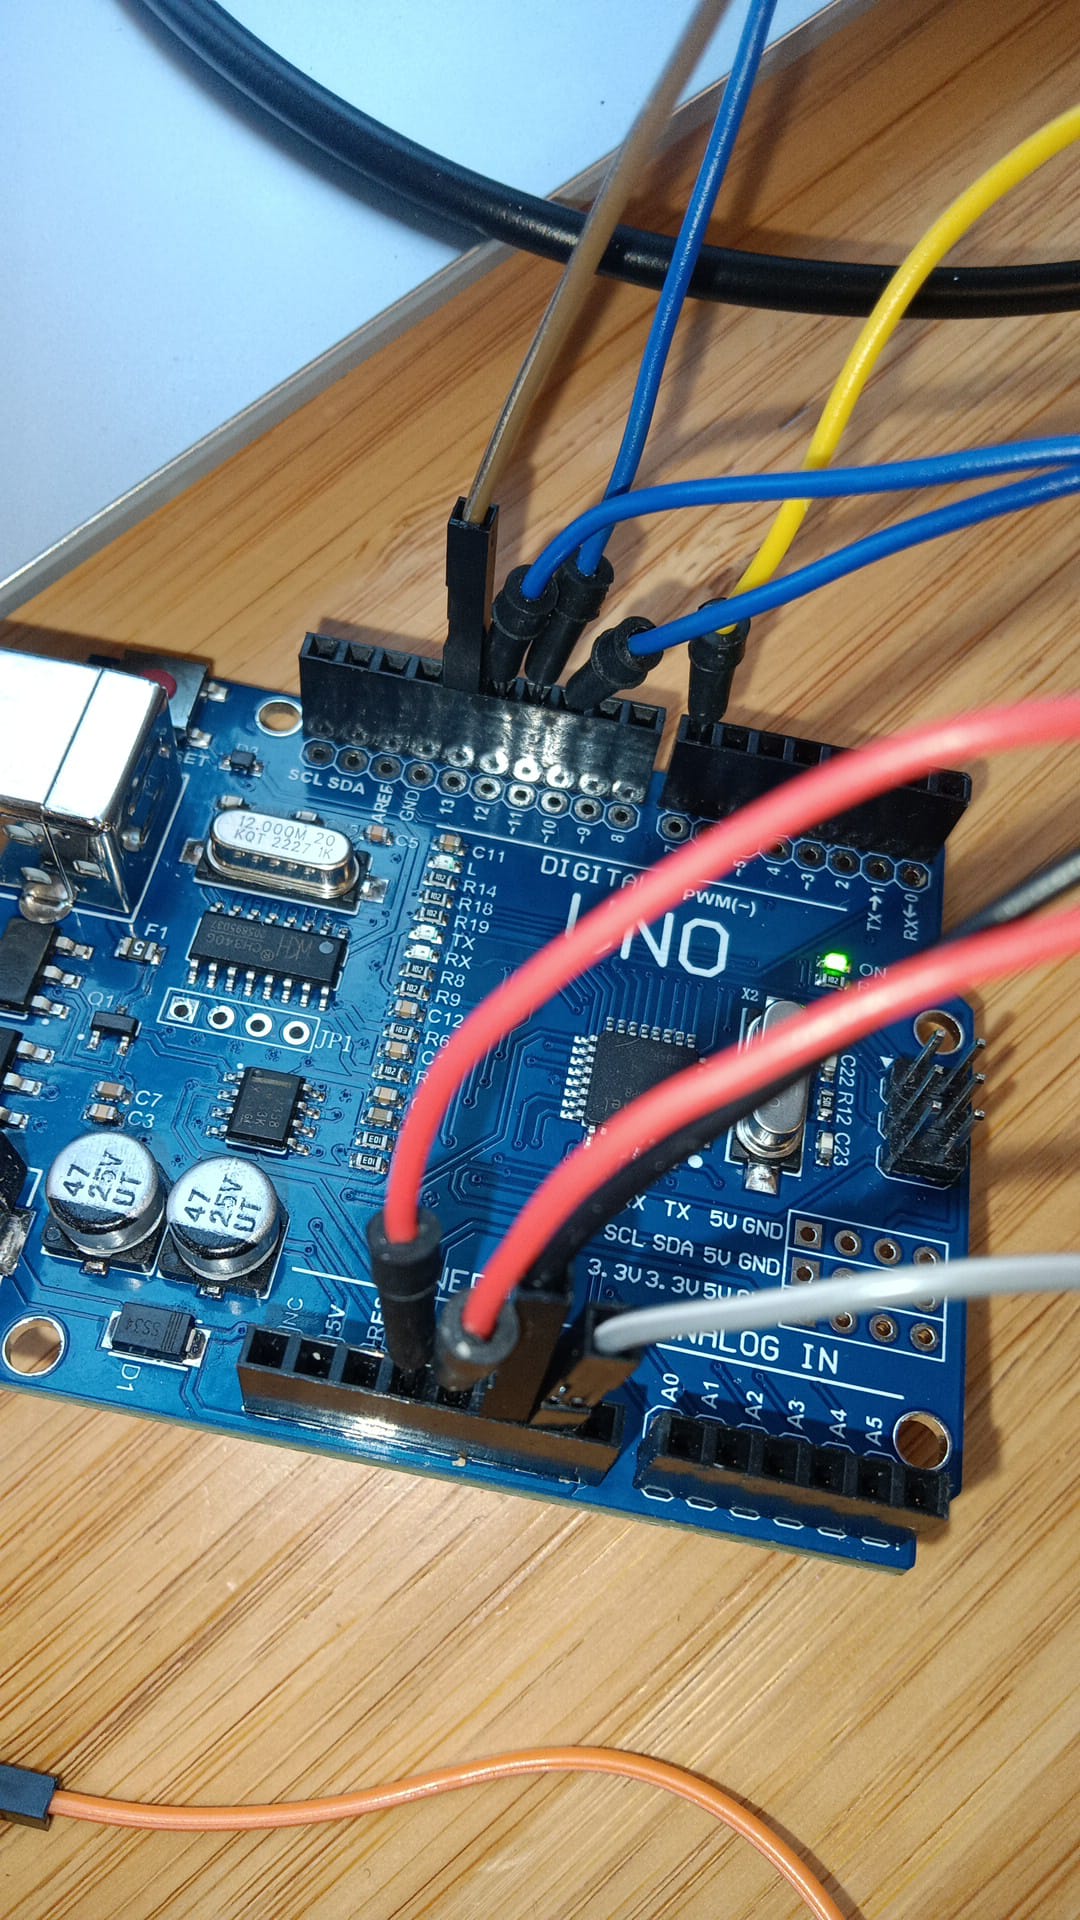 SCL SDA AREF GND 13 12 ~11 ~10 ~9 8
~5 4 ~3 2 TX→1 RX←0
DIGITAL PWM(~)
UNO
ON
12.000M 20
KQT 2227 1K
C5
C11
L
R14
R18
R19
TX
RX
R8
R9
C12
F1
CH340G
JP1
Q1
C7
C3
X2
C22 R12 C23
47
25V
UT
47
25V
UT
TX 5V GND
SCL SDA 5V GND
3.3V 3.3V 5V
ANALOG IN
A0 A1 A2 A3 A4 A5
NC
5V
SS34
D1